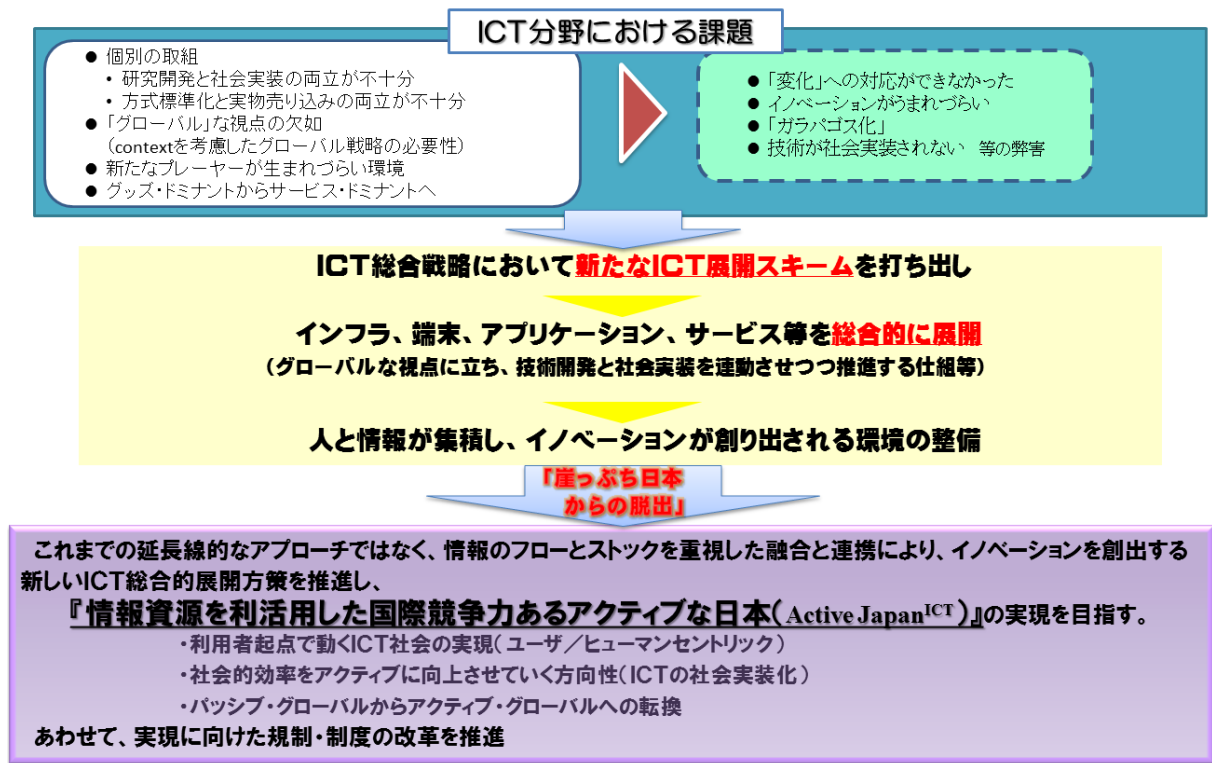 ICT分野における課題
● 個別の取組
• 研究開発と社会実装の両立が不十分
• 方式標準化と実物売り込みの両立が不十分
● 「グローバル」な視点の欠如
（contextを考慮したグローバル戦略の必要性）
● 新たなプレーヤーが生まれづらい環境
● グッズ・ドミナントからサービス・ドミナントへ
● 「変化」への対応ができなかった
● イノベーションがうまれづらい
● 「ガラパゴス化」
● 技術が社会実装されない 等の弊害
ICT総合戦略において新たなICT展開スキームを打ち出し
インフラ、端末、アプリケーション、サービス等を総合的に展開
（グローバルな視点に立ち、技術開発と社会実装を連動させつつ推進する仕組等）
人と情報が集積し、イノベーションが創り出される環境の整備
「崖っぷち日本
からの脱出」
これまでの延長線的なアプローチではなく、情報のフローとストックを重視した融合と連携により、イノベーションを創出する
新しいICT総合的展開方策を推進し、
『情報資源を利活用した国際競争力あるアクティブな日本（Active JapanICT）』の実現を目指す。
・利用者起点で動くICT社会の実現（ユーザ／ヒューマンセントリック）
・社会的効率をアクティブに向上させていく方向性（ICTの社会実装化）
・パッシブ・グローバルからアクティブ・グローバルへの転換
あわせて、実現に向けた規制・制度の改革を推進